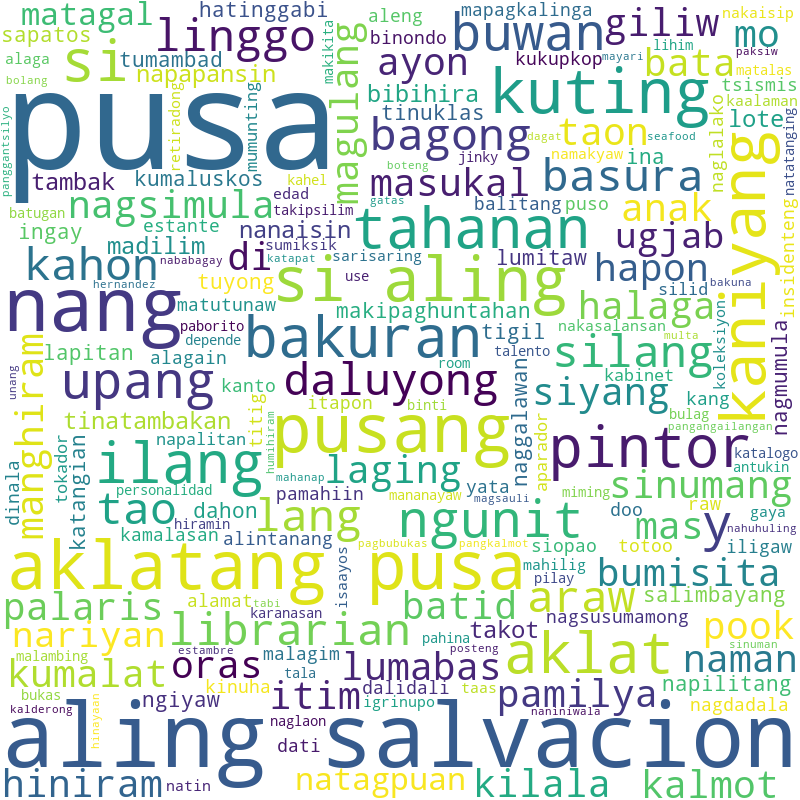 matagal
hatinggabi
aleng
mapagkalinga
buwan
giliw
nakaisip
mo
sapatos
linggo
makikita
binondo
lihim
mayari
paksiw
alaga
si
tumambad
ayon
kukupkop
bata
matalas
bolang
napapansin
bibihira
kuting
tsismis
pusa
retiradong
mumunting
magulang
tinuklas
kaalaman
panggantsilyo
bagong
dagat
taon
seafood
lote
jinky
namakyaw
ina
naglalako
natatanging
tambak
kumaluskos
boteng
masukal
basura
kaniyang
batugan
nagsimula
edad
kahel
gatas
balitang
puso
anak
takipsilim
tahanan
ingay
estante
nanaisin
madilim
di
sumiksik
sarisaring
lumitaw
ugjab
insidenteng
kahon
nababagay
katapat
si aling
hapon
silid
bakuna
hernandez
tuyong
use
makipaghuntahan
halaga
koleksiyon
nang
matutunaw
paborito
bakuran
tigil
nakasalansan
nagmumula
depende
talento
multa
manghiram
lapitan
alagain
room
silang
unang
upang
kanto
daluyong
siyang
kabinet
kang
titig
itapon
binti
naggalawan
bulag
tinatambakan
pusang
pangangailangan
tokador
katangian
napalitan
humihiram
pintor
aparador
katalogo
dinala
ilang
mahanap
laging
yata
antukin
personalidad
pamahiin
mananayaw
magsauli
sinumang
miming
tao
dahon
hiramin
lang
ngunit
doo
raw
mas
y
gaya
nahuhuling
kamalasan
alintanang
isaayos
pagbubukas
pangkalmot
siopao
totoo
iligaw
aklatang pusa
mahilig
pilay
bumisita
palaris
alamat
tabi
karanasan
batid
araw
salimbayang
librarian
nagsusumamong
nariyan
pahina
takot
aklat
pook
sinuman
malambing
kumalat
estambre
oras
malagim
lumabas
posteng
naman
bukas
tala
kinuha
itim
dalidali
taas
pamilya
napilitang
kalderong
hinayaan
ngiyaw
igrinupo
naniniwala
nagdadala
aling salvacion
naglaon
dati
hiniram
natin
natagpuan
kilala
kalmot